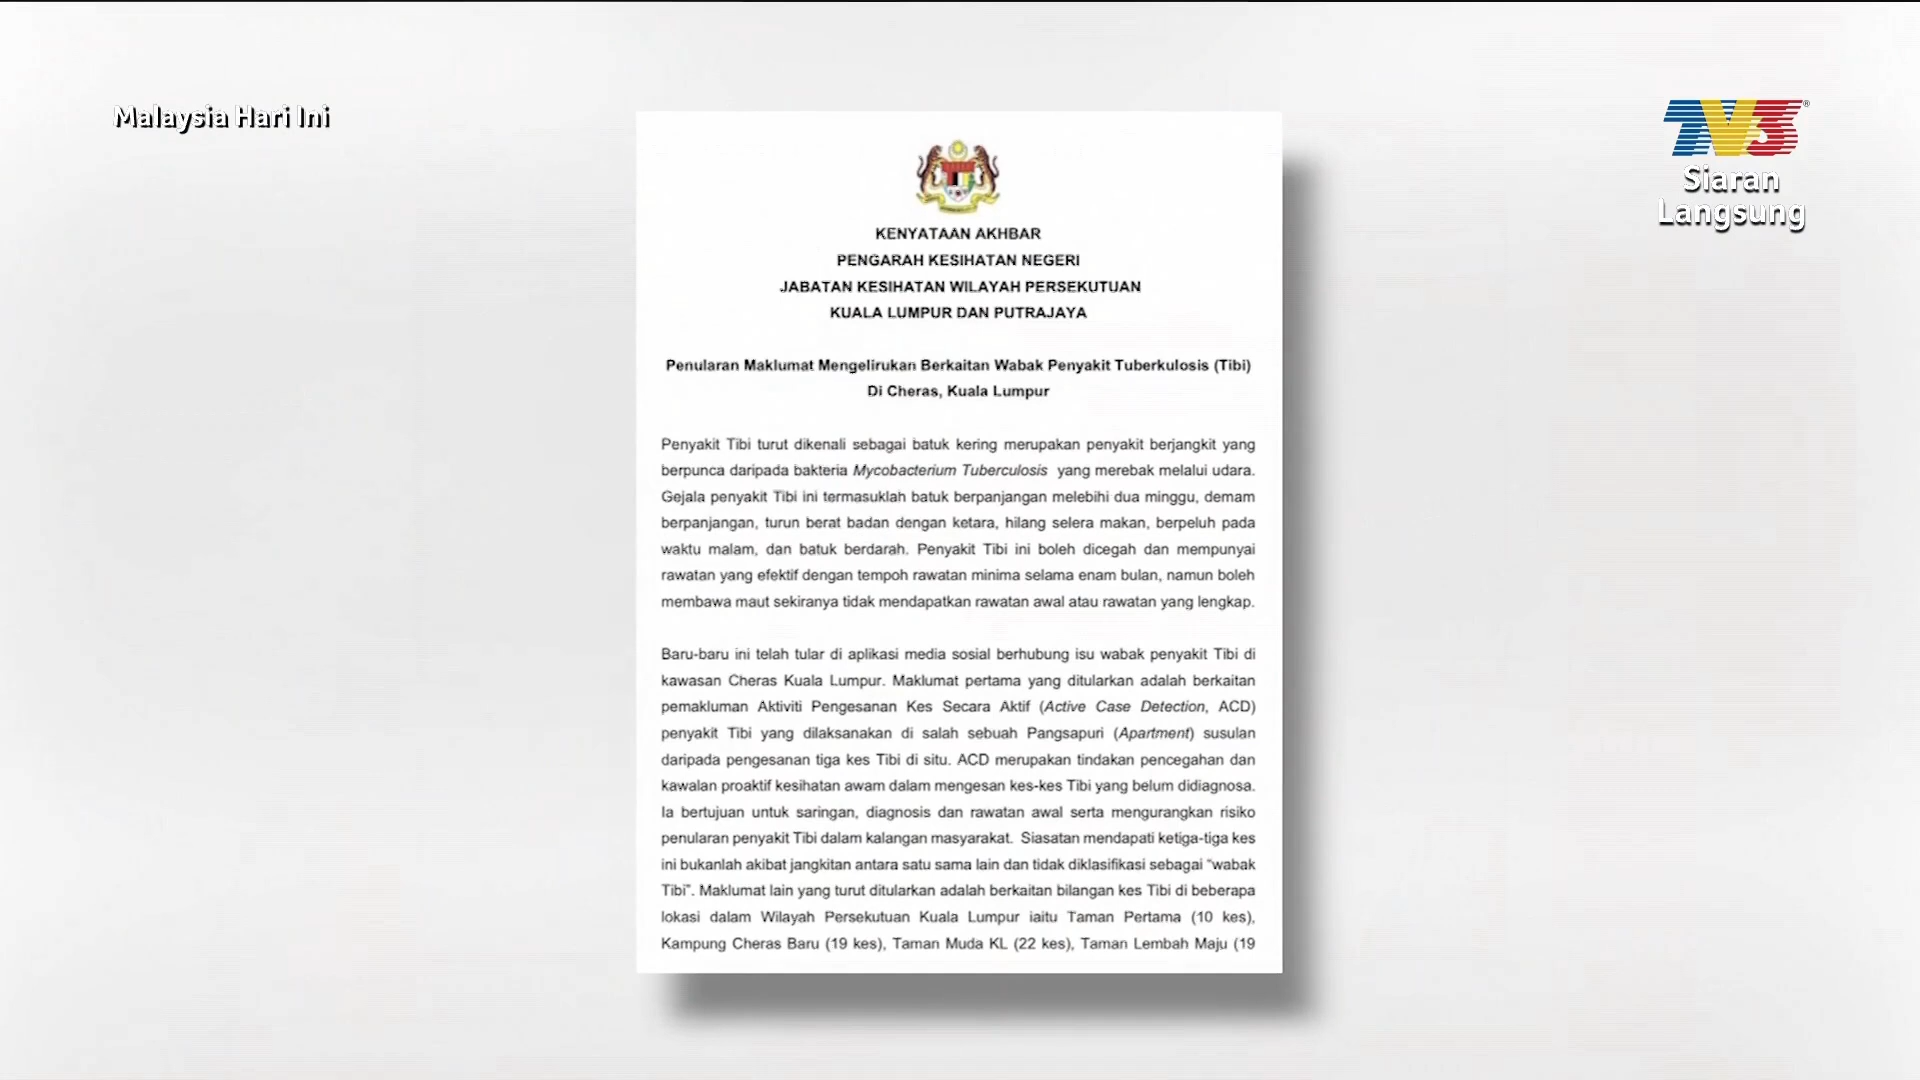 Malaysia Hari Ini
TV3
Siaran
Langsung
KENYATAAN AKHBAR
PENGARAH KESIHATAN NEGERI
JABATAN KESIHATAN WILAYAH PERSEKUTUAN
KUALA LUMPUR DAN PUTRAJAYA
Penularan Maklumat Mengelirukan Berkaitan Wabak Penyakit Tuberkulosis (Tibi)
Di Cheras, Kuala Lumpur
Penyakit Tibi turut dikenali sebagai batuk kering merupakan penyakit berjangkit yang
berpunca daripada bakteria Mycobacterium Tuberculosis yang merebak melalui udara.
Gejala penyakit Tibi ini termasuklah batuk berpanjangan melebihi dua minggu, demam
berpanjangan, turun berat badan dengan ketara, hilang selera makan, berpeluh pada
waktu malam, dan batuk berdarah. Penyakit Tibi ini boleh dicegah dan mempunyai
rawatan yang efektif dengan tempoh rawatan minima selama enam bulan, namun boleh
membawa maut sekiranya tidak mendapatkan rawatan awal atau rawatan yang lengkap.
Baru-baru ini telah tular di aplikasi media sosial berhubung isu wabak penyakit Tibi di
kawasan Cheras Kuala Lumpur. Maklumat pertama yang ditularkan adalah berkaitan
pemakluman Aktiviti Pengesanan Kes Secara Aktif (Active Case Detection, ACD)
penyakit Tibi yang dilaksanakan di salah sebuah Pangsapuri (Apartment) susulan
daripada pengesanan tiga kes Tibi di situ. ACD merupakan tindakan pencegahan dan
kawalan proaktif kesihatan awam dalam mengesan kes-kes Tibi yang belum didiagnosa.
Ia bertujuan untuk saringan, diagnosis dan rawatan awal serta mengurangkan risiko
penularan penyakit Tibi dalam kalangan masyarakat. Siasatan mendapati ketiga-tiga kes
ini bukanlah akibat jangkitan antara satu sama lain dan tidak diklasifikasi sebagai “wabak
Tibi”. Maklumat lain yang turut ditularkan adalah berkaitan bilangan kes Tibi di beberapa
lokasi dalam Wilayah Persekutuan Kuala Lumpur iaitu Taman Pertama (10 kes),
Kampung Cheras Baru (19 kes), Taman Muda KL (22 kes), Taman Lembah Maju (19